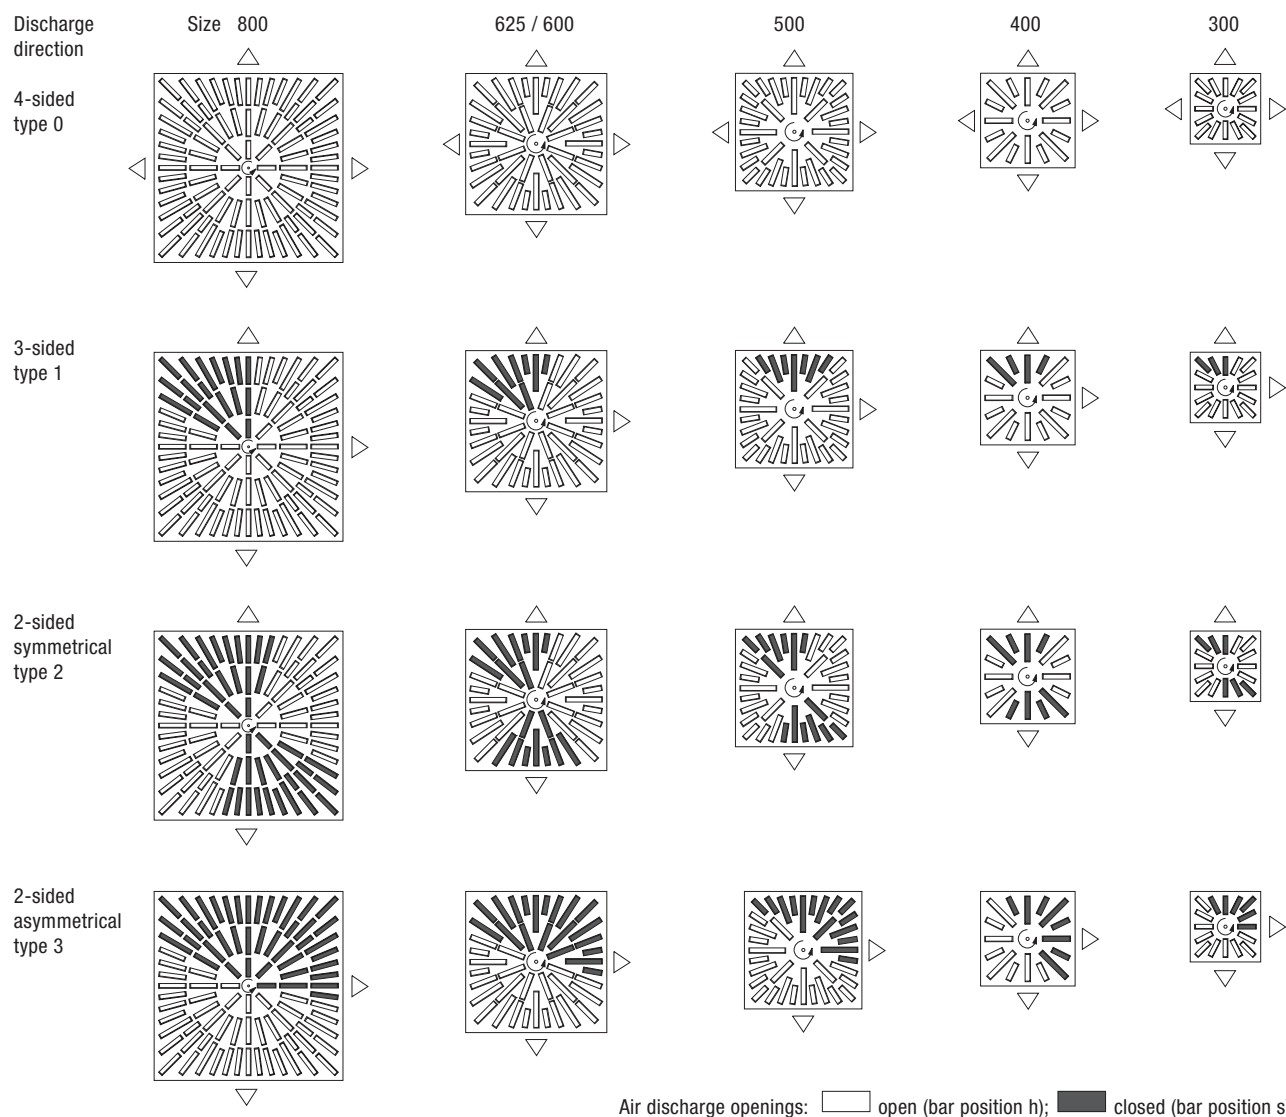 Discharge
direction
Size 800
625 / 600
500
400
300
4-sided
type 0
3-sided
type 1
2-sided
symmetrical
type 2
2-sided
asymmetrical
type 3
Air discharge openings: open (bar position h); closed (bar position s